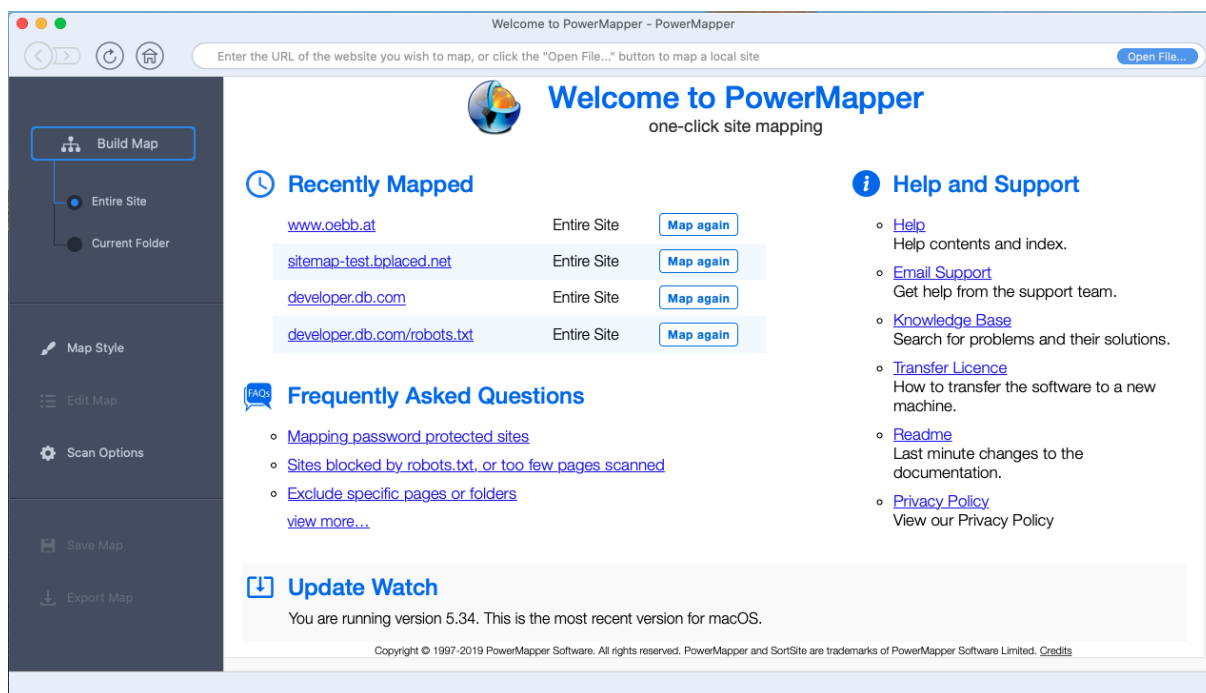 Welcome to PowerMapper - PowerMapper
Enter the URL of the website you wish to map, or click the "Open File..." button to map a local site
Open File...
Build Map
Entire Site
Current Folder
Map Style
Edit Map
Scan Options
Save Map
Export Map
Welcome to PowerMapper
one-click site mapping
Recently Mapped
www.oebb.at Entire Site Map again
sitemap-test.bplaced.net Entire Site Map again
developer.db.com Entire Site Map again
developer.db.com/robots.txt Entire Site Map again
FAQs
Frequently Asked Questions
Mapping password protected sites
Sites blocked by robots.txt, or too few pages scanned
Exclude specific pages or folders
view more...
Help and Support
Help
Help contents and index.
Email Support
Get help from the support team.
Knowledge Base
Search for problems and their solutions.
Transfer Licence
How to transfer the software to a new
machine.
Readme
Last minute changes to the
documentation.
Privacy Policy
View our Privacy Policy
Update Watch
You are running version 5.34. This is the most recent version for macOS.
Copyright © 1997-2019 PowerMapper Software. All rights reserved. PowerMapper and SortSite are trademarks of PowerMapper Software Limited. Credits